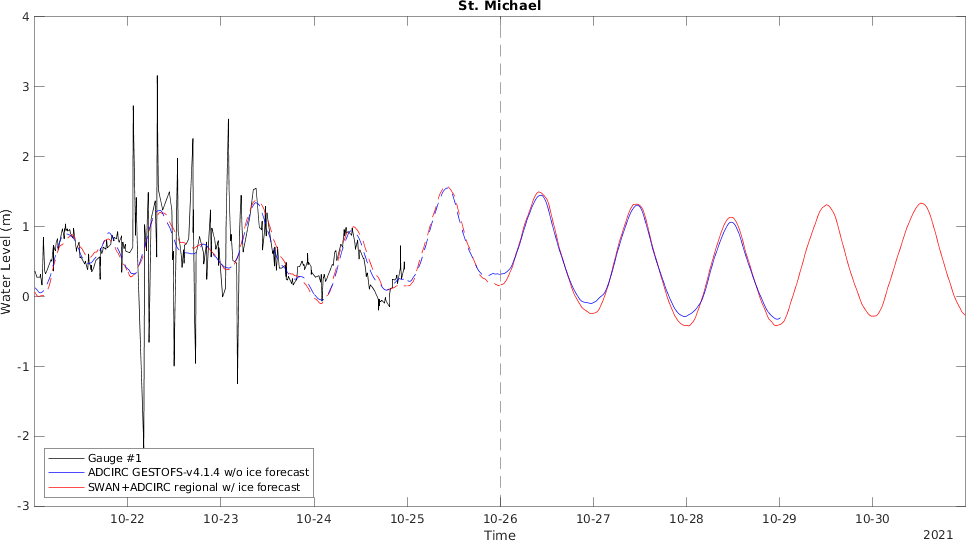 St. Michael
4
3
2
1
0
-1
-2
-3
Water Level (m)
Gauge #1
ADCIRC GESTOFS-v4.1.4 w/o ice forecast
SWAN+ADCIRC regional w/ ice forecast
10-22 10-23 10-24 10-25 10-26 10-27 10-28 10-29 10-30
Time
2021